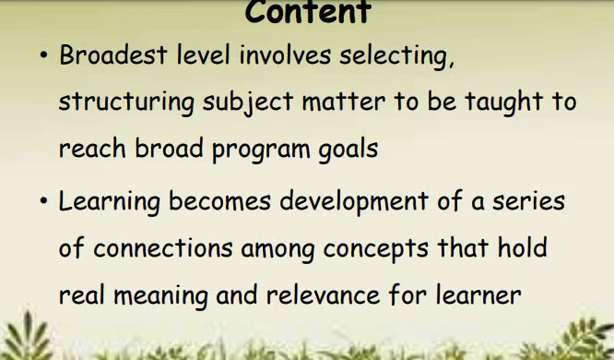 Content
• Broadest level involves selecting,
structuring subject matter to be taught to
reach broad program goals
• Learning becomes development of a series
of connections among concepts that hold
real meaning and relevance for learner